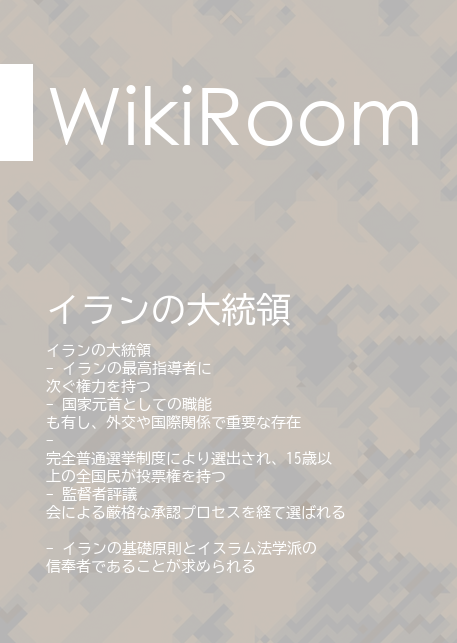 WikiRoom
イランの大統領
イランの大統領
- イランの最高指導者に
次ぐ権力を持つ
- 国家元首としての職能
も有し、外交や国際関係で重要な存在
-
完全普通選挙制度により選出され、15歳以
上の全国民が投票権を持つ
- 監督者評議
会による厳格な承認プロセスを経て選ばれる
- イランの基礎原則とイスラム法学派の
信奉者であることが求められる